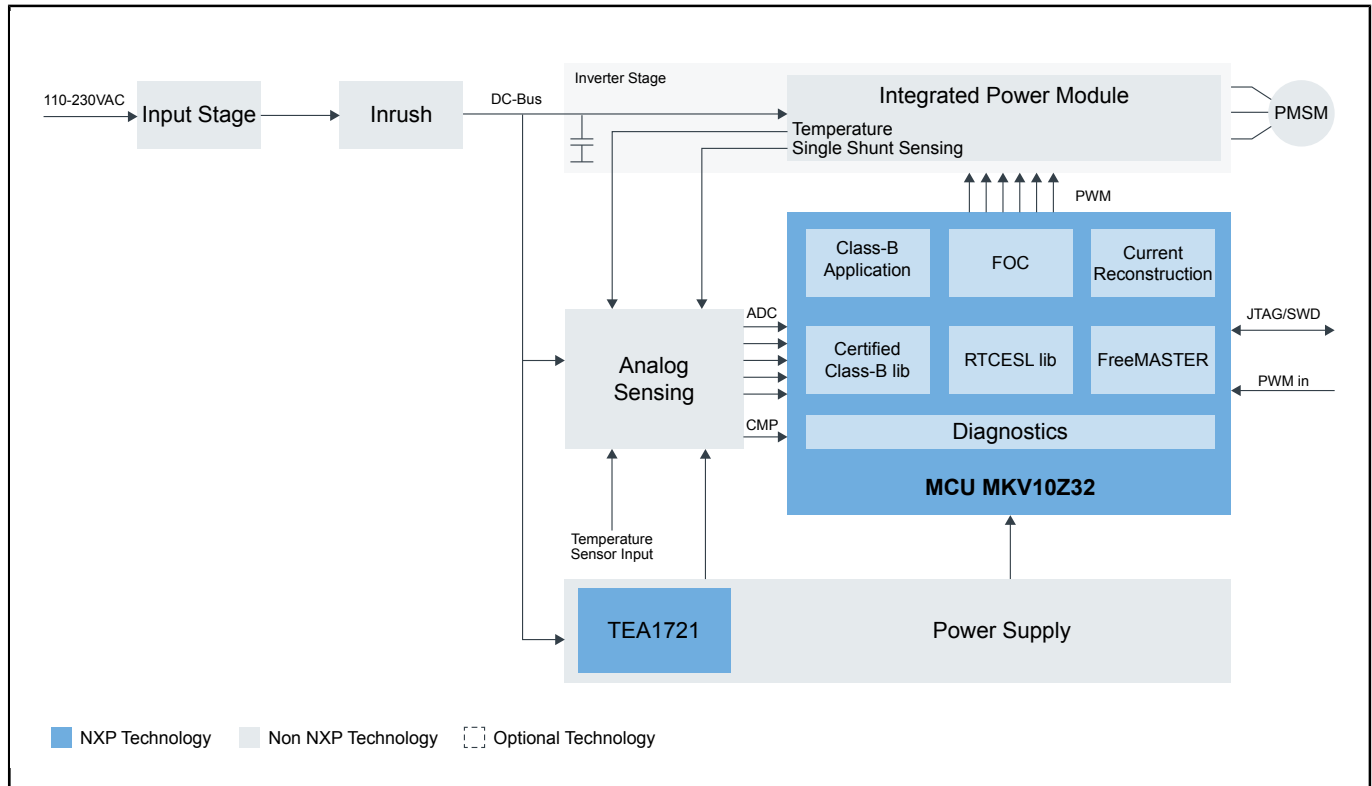 Inverter Stage
110-230VAC
Input Stage
Inrush
DC-Bus
Integrated Power Module
Temperature
Single Shunt Sensing
PMSM
PWM
Class-B
Application
FOC
Current
Reconstruction
ADC
JTAG/SWD
Analog
Sensing
Certified
Class-B lib
RTCESL lib
FreeMASTER
PWM in
CMP
Diagnostics
MCU MKV10Z32
Temperature
Sensor Input
TEA1721
Power Supply
NXP Technology
Non NXP Technology
Optional Technology